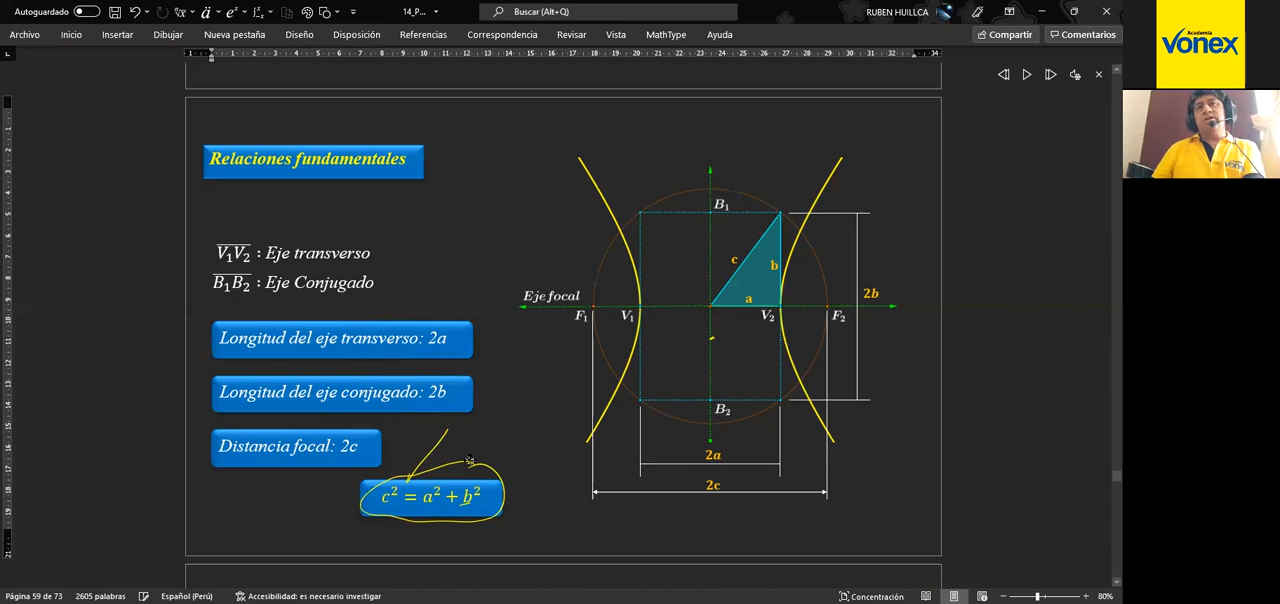 Autoguardado
14_P...
Buscar (Alt+Q)
RUBEN HUILLCA
Archivo Inicio Insertar Dibujar Nueva pestaña Diseño Disposición Referencias Correspondencia Revisar Vista MathType Ayuda
Compartir Comentarios
Academia
Vonex
Relaciones fundamentales
V₁V₂ : Eje transverso
B₁B₂ : Eje Conjugado
Longitud del eje transverso: 2a
Longitud del eje conjugado: 2b
Distancia focal: 2c
c² = a² + b²
B₁
c
b
a
2b
Eje focal
F₁
V₁
V₂
F₂
B₂
2a
2c
Página 59 de 73 2605 palabras Español (Perú) Accesibilidad: es necesario investigar
Concentración
80%